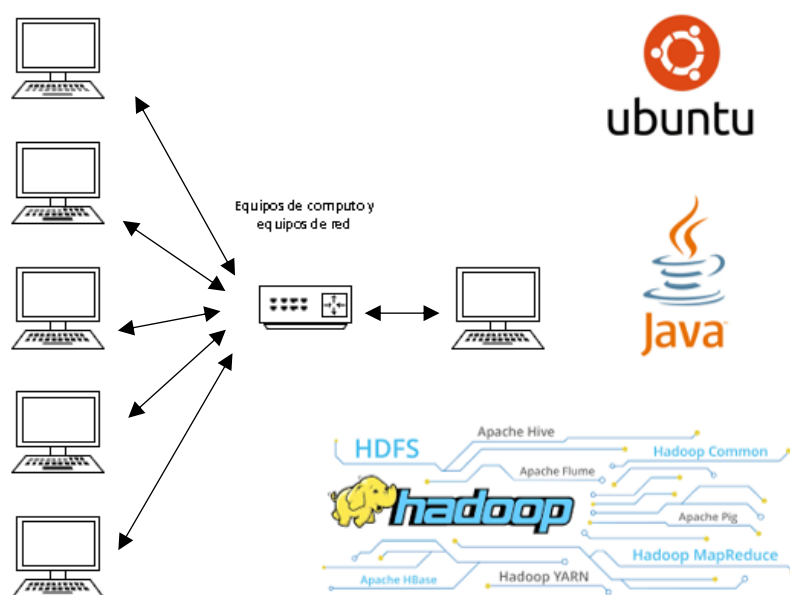 ubuntu
Equipos de computo y
equipos de red
Java
Apache Hive
HDFS
Hadoop Common
Apache Flume
hadoop
Apache Pig
Hadoop MapReduce
Hadoop YARN
Apache HBase